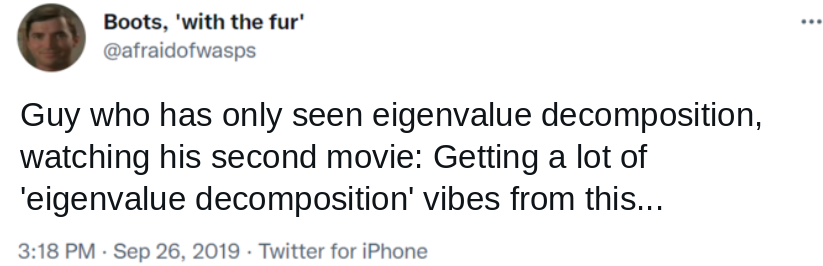 Boots, 'with the fur'
@afraidofwasps
Guy who has only seen eigenvalue decomposition,
watching his second movie: Getting a lot of
'eigenvalue decomposition' vibes from this...
3:18 PM · Sep 26, 2019 · Twitter for iPhone